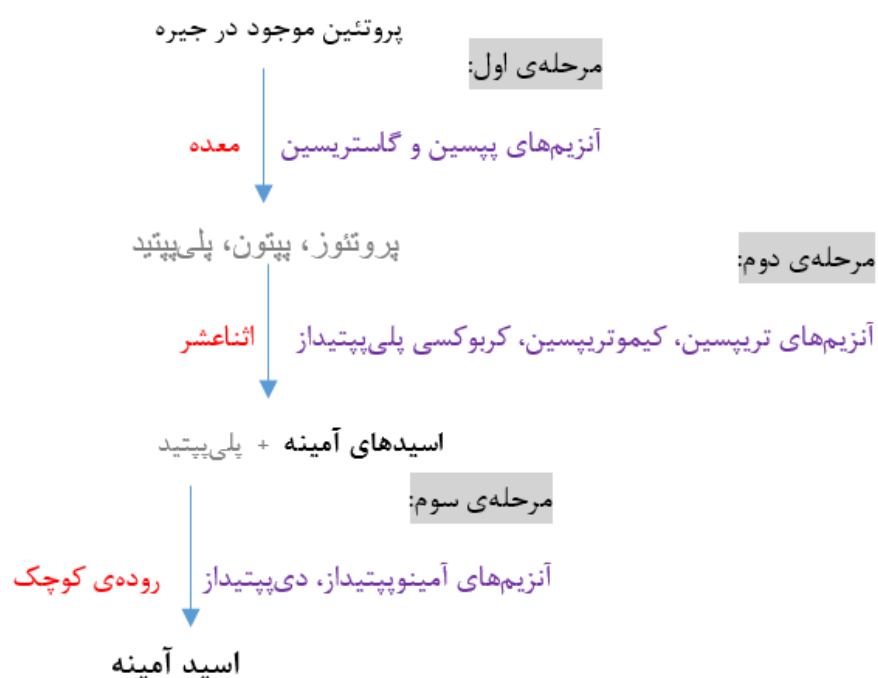 پروتئین موجود در جیره
مرحله‌ی اول:
آنزیم‌های پپسین و گاستریسین
معده
پروتئوز، پپتون، پلی‌پپتید
مرحله‌ی دوم:
آنزیم‌های تریپسین، کیموتریپسین، کربوکسی پلی‌پپتیداز
اثناعشر
اسیدهای آمینه + پلی‌پپتید
مرحله‌ی سوم:
آنزیم‌های آمینوپپتیداز، دی‌پپتیداز
روده‌ی کوچک
اسید آمینه